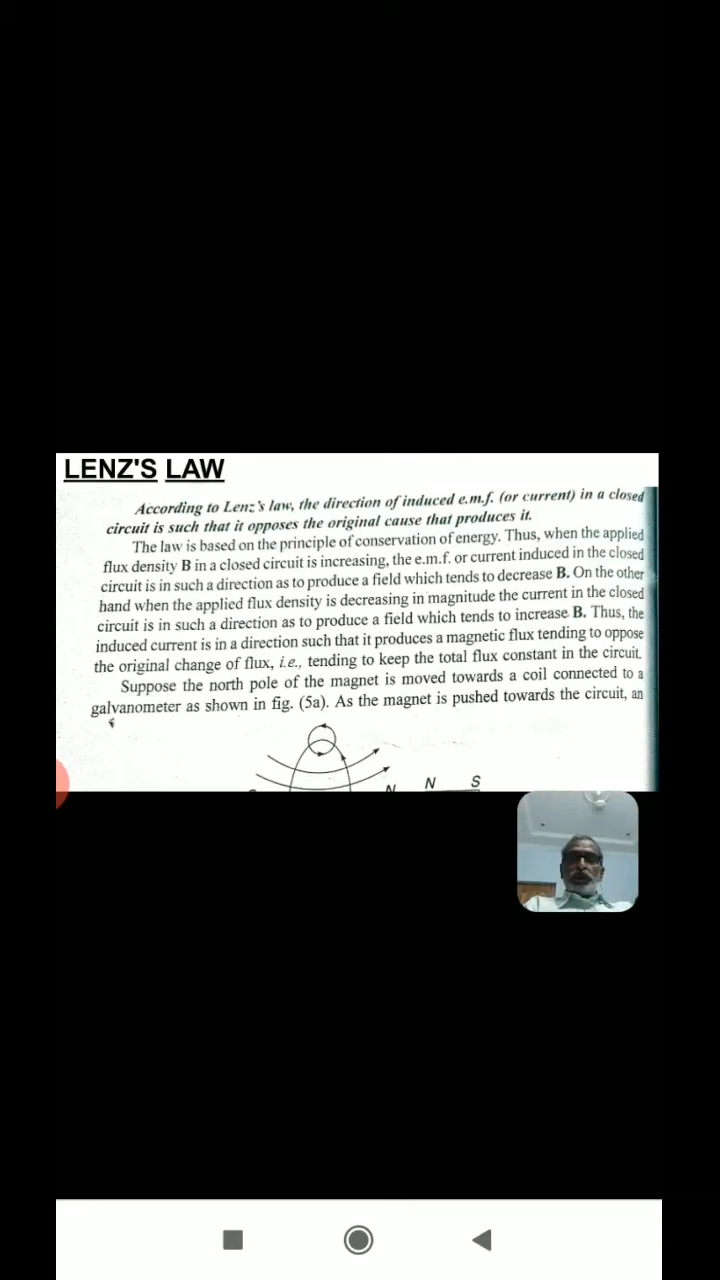 LENZ'S LAW
According to Lenz's law, the direction of induced e.m.f. (or current) in a closed
circuit is such that it opposes the original cause that produces it.
The law is based on the principle of conservation of energy. Thus, when the applied
flux density B in a closed circuit is increasing, the e.m.f. or current induced in the closed
circuit is in such a direction as to produce a field which tends to decrease B. On the other
hand when the applied flux density is decreasing in magnitude the current in the closed
circuit is in such a direction as to produce a field which tends to increase B. Thus, the
induced current is in a direction such that it produces a magnetic flux tending to oppose
the original change of flux, i.e., tending to keep the total flux constant in the circuit.
Suppose the north pole of the magnet is moved towards a coil connected to a
galvanometer as shown in fig. (5a). As the magnet is pushed towards the circuit, an
N N S